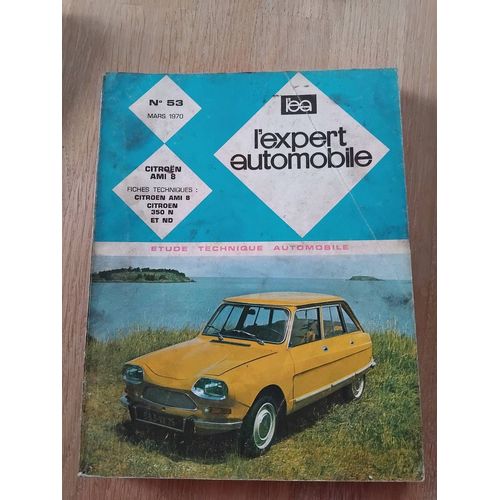 N° 53
MARS 1970
l'ea
l'expert
automobile
CITROËN
AMI 8
FICHES TECHNIQUES :
CITROËN AMI 8
CITROËN
350 N
ET ND
ETUDE TECHNIQUE AUTOMOBILE